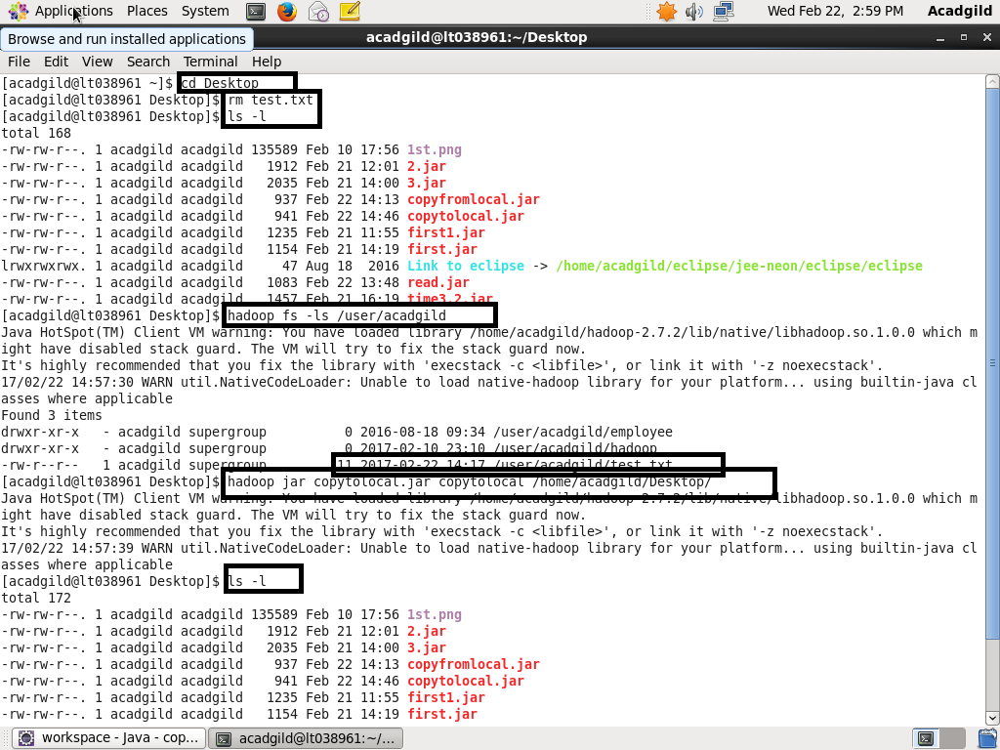 Applications Places System Wed Feb 22, 2:59 PM Acadgild
Browse and run installed applications
acadgild@lt038961:~/Desktop
File Edit View Search Terminal Help
[acadgild@lt038961 ~]$ cd Desktop
[acadgild@lt038961 Desktop]$ rm test.txt
[acadgild@lt038961 Desktop]$ ls -l
total 168
-rw-rw-r--. 1 acadgild acadgild 135589 Feb 10 17:56 1st.png
-rw-rw-r--. 1 acadgild acadgild   1912 Feb 21 12:01 2.jar
-rw-rw-r--. 1 acadgild acadgild   2035 Feb 21 14:00 3.jar
-rw-rw-r--. 1 acadgild acadgild    937 Feb 22 14:13 copyfromlocal.jar
-rw-rw-r--. 1 acadgild acadgild    941 Feb 22 14:46 copytolocal.jar
-rw-rw-r--. 1 acadgild acadgild   1235 Feb 21 11:55 first1.jar
-rw-rw-r--. 1 acadgild acadgild   1154 Feb 21 14:19 first.jar
lrwxrwxrwx. 1 acadgild acadgild     47 Aug 18  2016 Link to eclipse -> /home/acadgild/eclipse/jee-neon/eclipse/eclipse
-rw-rw-r--. 1 acadgild acadgild   1083 Feb 22 13:48 read.jar
-rw-rw-r--. 1 acadgild acadgild   1457 Feb 21 16:19 time3.2.jar
[acadgild@lt038961 Desktop]$ hadoop fs -ls /user/acadgild
Java HotSpot(TM) Client VM warning: You have loaded library /home/acadgild/hadoop-2.7.2/lib/native/libhadoop.so.1.0.0 which m
ight have disabled stack guard. The VM will try to fix the stack guard now.
It's highly recommended that you fix the library with 'execstack -c <libfile>', or link it with '-z noexecstack'.
17/02/22 14:57:30 WARN util.NativeCodeLoader: Unable to load native-hadoop library for your platform... using builtin-java cl
asses where applicable
Found 3 items
drwxr-xr-x   - acadgild supergroup          0 2016-08-18 09:34 /user/acadgild/employee
drwxr-xr-x   - acadgild supergroup          0 2017-02-10 23:10 /user/acadgild/hadoop
-rw-r--r--   1 acadgild supergroup         11 2017-02-22 14:17 /user/acadgild/test.txt
[acadgild@lt038961 Desktop]$ hadoop jar copytolocal.jar copytolocal /home/acadgild/Desktop/
Java HotSpot(TM) Client VM warning: You have loaded library /home/acadgild/hadoop-2.7.2/lib/native/libhadoop.so.1.0.0 which m
ight have disabled stack guard. The VM will try to fix the stack guard now.
It's highly recommended that you fix the library with 'execstack -c <libfile>', or link it with '-z noexecstack'.
17/02/22 14:57:39 WARN util.NativeCodeLoader: Unable to load native-hadoop library for your platform... using builtin-java cl
asses where applicable
[acadgild@lt038961 Desktop]$ ls -l
total 172
-rw-rw-r--. 1 acadgild acadgild 135589 Feb 10 17:56 1st.png
-rw-rw-r--. 1 acadgild acadgild   1912 Feb 21 12:01 2.jar
-rw-rw-r--. 1 acadgild acadgild   2035 Feb 21 14:00 3.jar
-rw-rw-r--. 1 acadgild acadgild    937 Feb 22 14:13 copyfromlocal.jar
-rw-rw-r--. 1 acadgild acadgild    941 Feb 22 14:46 copytolocal.jar
-rw-rw-r--. 1 acadgild acadgild   1235 Feb 21 11:55 first1.jar
-rw-rw-r--. 1 acadgild acadgild   1154 Feb 21 14:19 first.jar
workspace - Java - cop... acadgild@lt038961:~/...